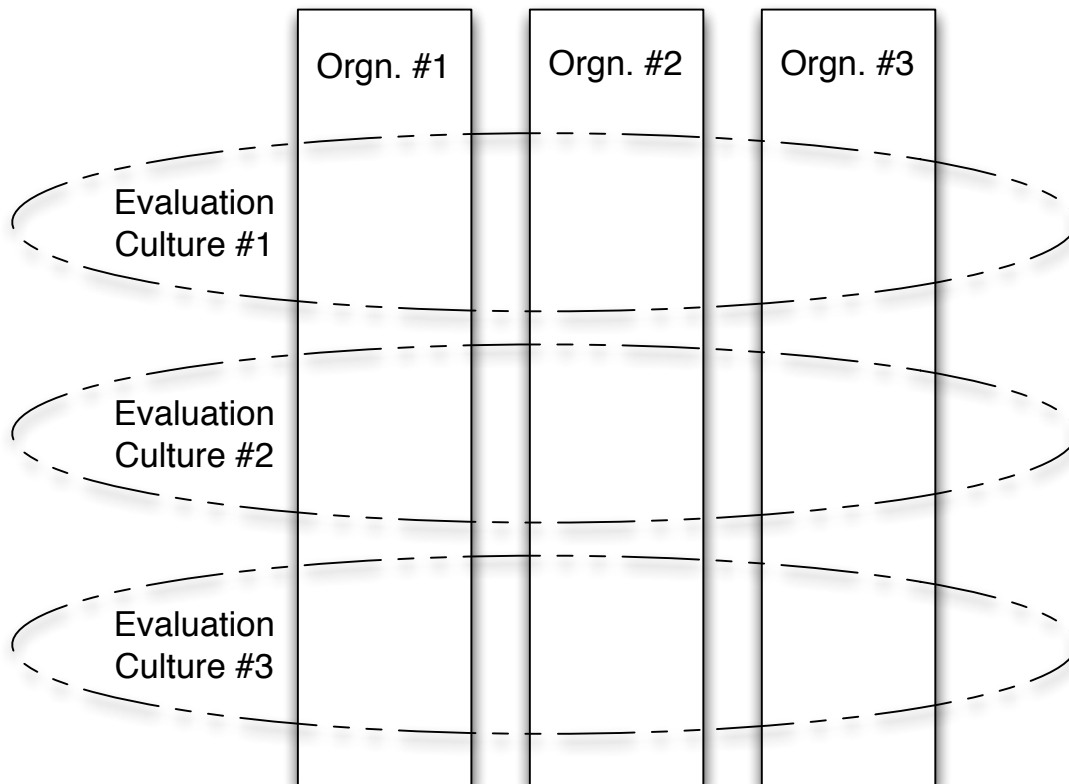 Orgn. #1
Orgn. #2
Orgn. #3
Evaluation
Culture #1
Evaluation
Culture #2
Evaluation
Culture #3